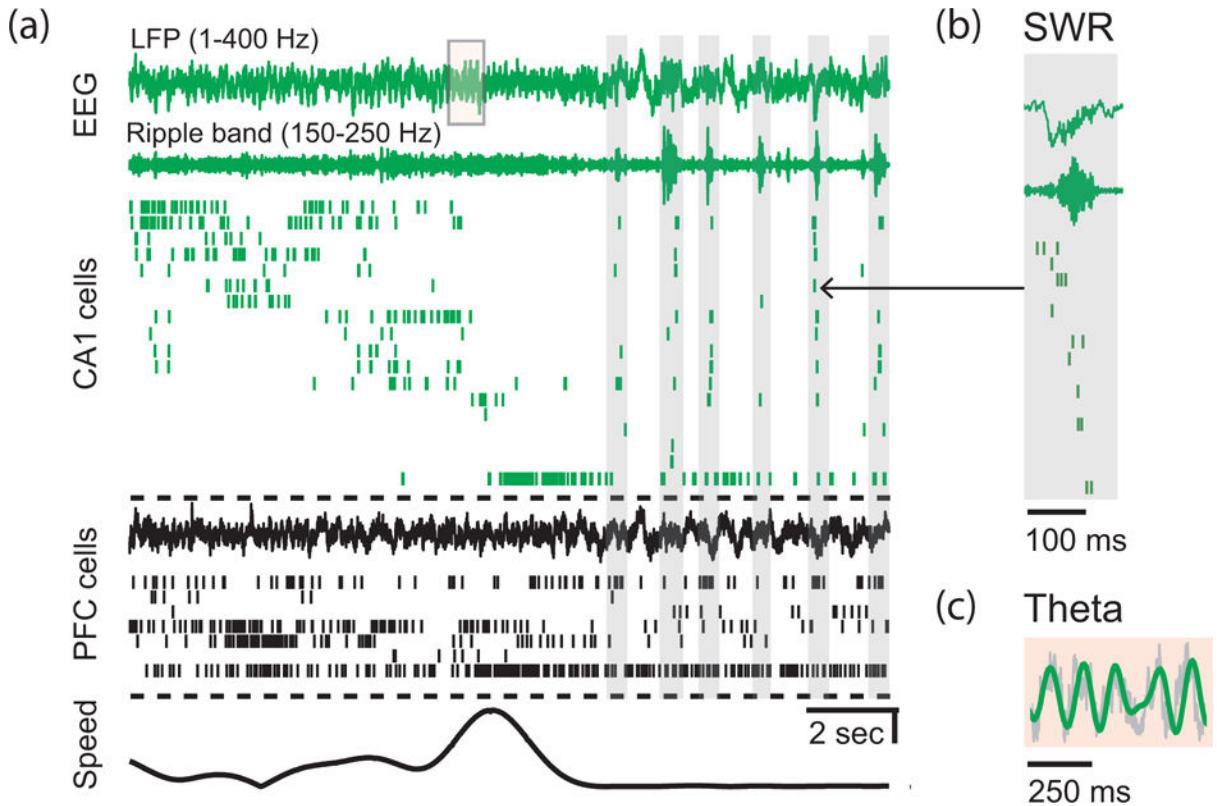 (a)
LFP (1-400 Hz)
EEG
Ripple band (150-250 Hz)
CA1 cells
PFC cells
Speed
2 sec
(b)
SWR
100 ms
(c)
Theta
250 ms